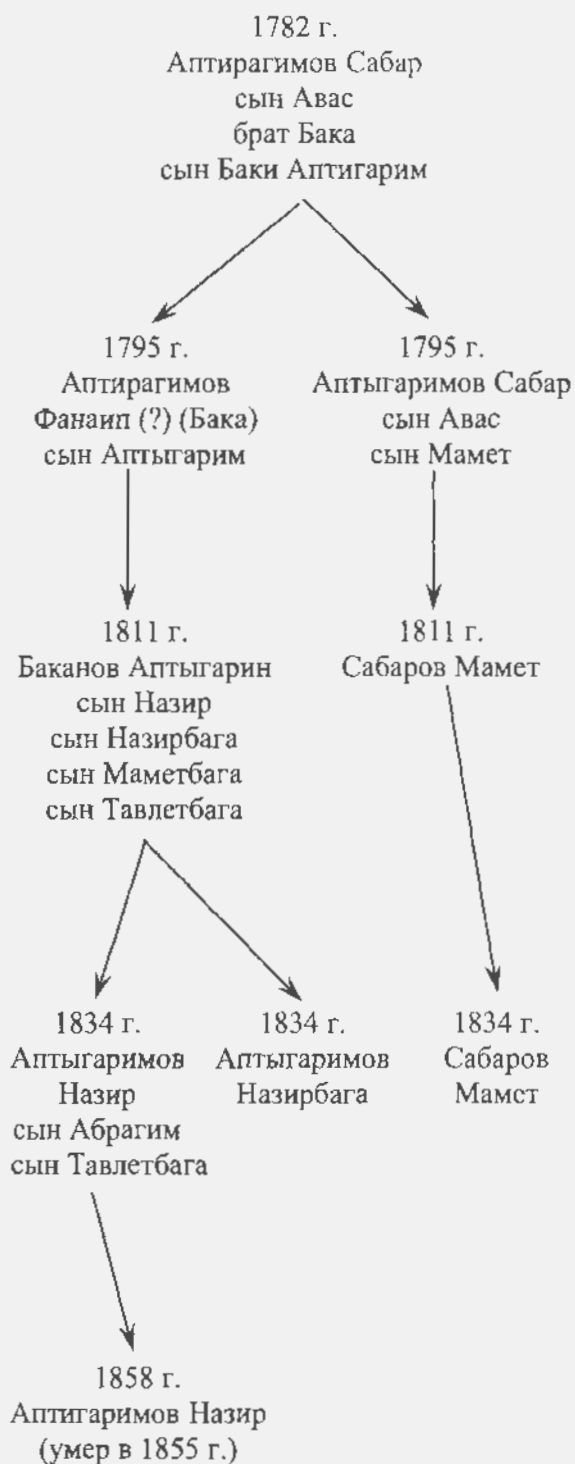 1782 г.
Аптирагимов Сабар
сын Авас
брат Бака
сын Баки Аптигарим
1795 г.
Аптирагимов
Фанаип (?) (Бака)
сын Аптыгарим
1795 г.
Аптыгаримов Сабар
сын Авас
сын Мамет
1811 г.
Баканов Аптыгарин
сын Назир
сын Назирбага
сын Маметбага
сын Тавлетбага
1811 г.
Сабаров Мамет
1834 г.
Аптыгаримов
Назир
сын Абрагим
сын Тавлетбага
1834 г.
Аптыгаримов
Назирбага
1834 г.
Сабаров
Мамет
1858 г.
Аптигаримов Назир
(умер в 1855 г.)